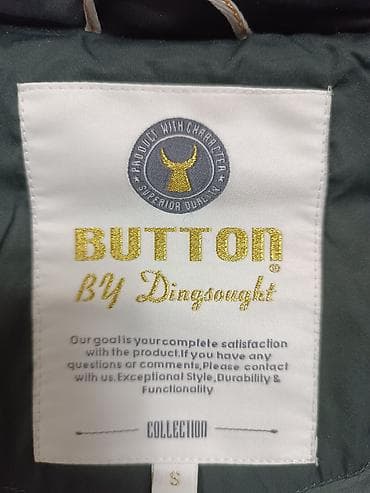 PRODUCT WITH CHARACTER
SUPERIOR QUALITY
BUTTON
®
BY Dingsought
Our goal is your complete satisfaction
with the product.If you have any
questions or comments,Please contact
with us.Exceptional Style,Durability &
Functionality
COLLECTION
S